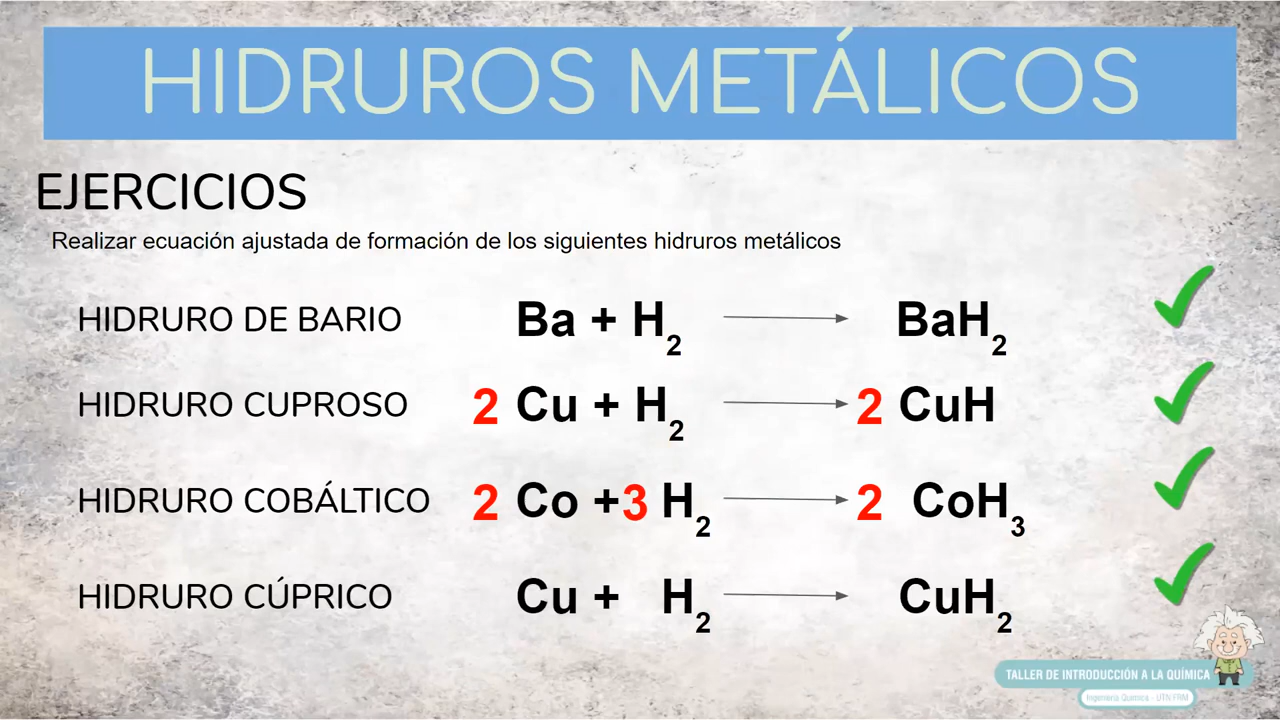 HIDRUROS METÁLICOS
EJERCICIOS
Realizar ecuación ajustada de formación de los siguientes hidruros metálicos
HIDRURO DE BARIO Ba + H₂ → BaH₂
HIDRURO CUPROSO 2 Cu + H₂ → 2 CuH
HIDRURO COBÁLTICO 2 Co + 3 H₂ → 2 CoH₃
HIDRURO CÚPRICO Cu + H₂ → CuH₂
TALLER DE INTRODUCCIÓN A LA QUÍMICA
Ingeniería Química - UTN FRM